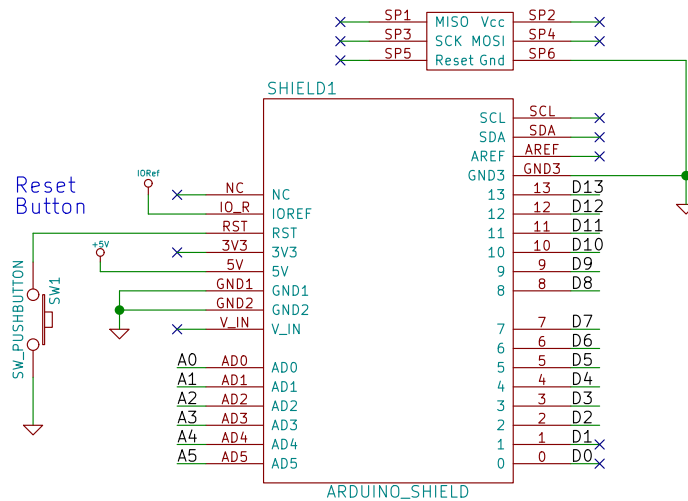 SP1 MISO Vcc SP2
SP3 SCK MOSI SP4
SP5 Reset Gnd SP6
SHIELD1
SCL SCL
SDA SDA
AREF AREF
GND3 GND3
IORef
Reset
Button
NC NC
IO_R IOREF
RST RST
3V3 3V3
+5V
5V 5V
GND1 GND1
GND2 GND2
V_IN V_IN
13 13 D13
12 12 D12
11 11 D11
10 10 D10
9 9 D9
8 8 D8
7 7 D7
6 6 D6
5 5 D5
4 4 D4
3 3 D3
2 2 D2
1 1 D1
0 0 D0
SW_PUSHBUTTON
SW1
A0 AD0 AD0
A1 AD1 AD1
A2 AD2 AD2
A3 AD3 AD3
A4 AD4 AD4
A5 AD5 AD5
ARDUINO_SHIELD